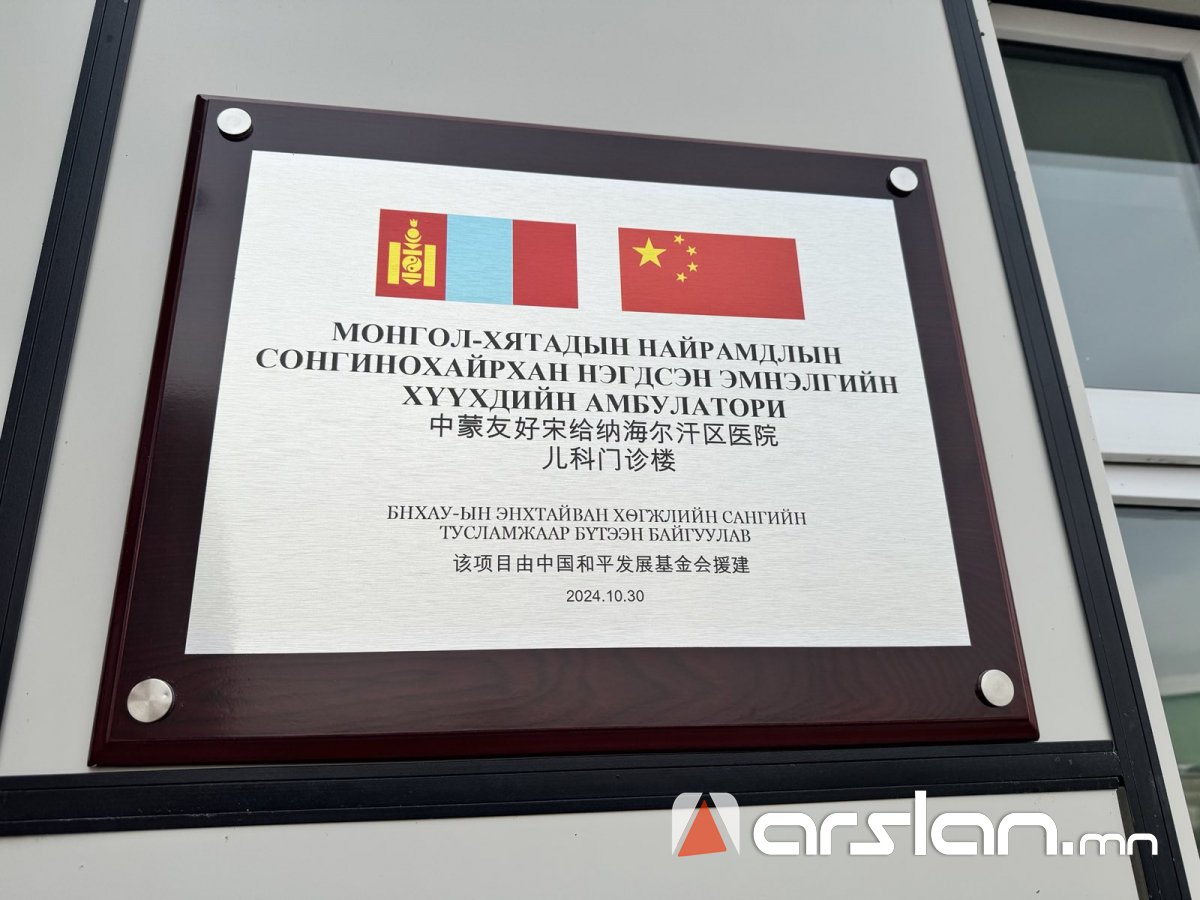 МОНГОЛ-ХЯТАДЫН НАЙРАМДЛЫН
СОНГИНОХАЙРХАН НЭГДСЭН ЭМНЭЛГИЙН
ХҮҮХДИЙН АМБУЛАТОРИ
中蒙友好宋给纳海尔汗区医院
儿科门诊楼
БНХАУ-ЫН ЭНХТАЙВАН ХӨГЖЛИЙН САНГИЙН
ТУСЛАМЖААР БҮТЭЭН БАЙГУУЛАВ
该项目由中国和平发展基金会援建
2024.10.30
arslan.mn